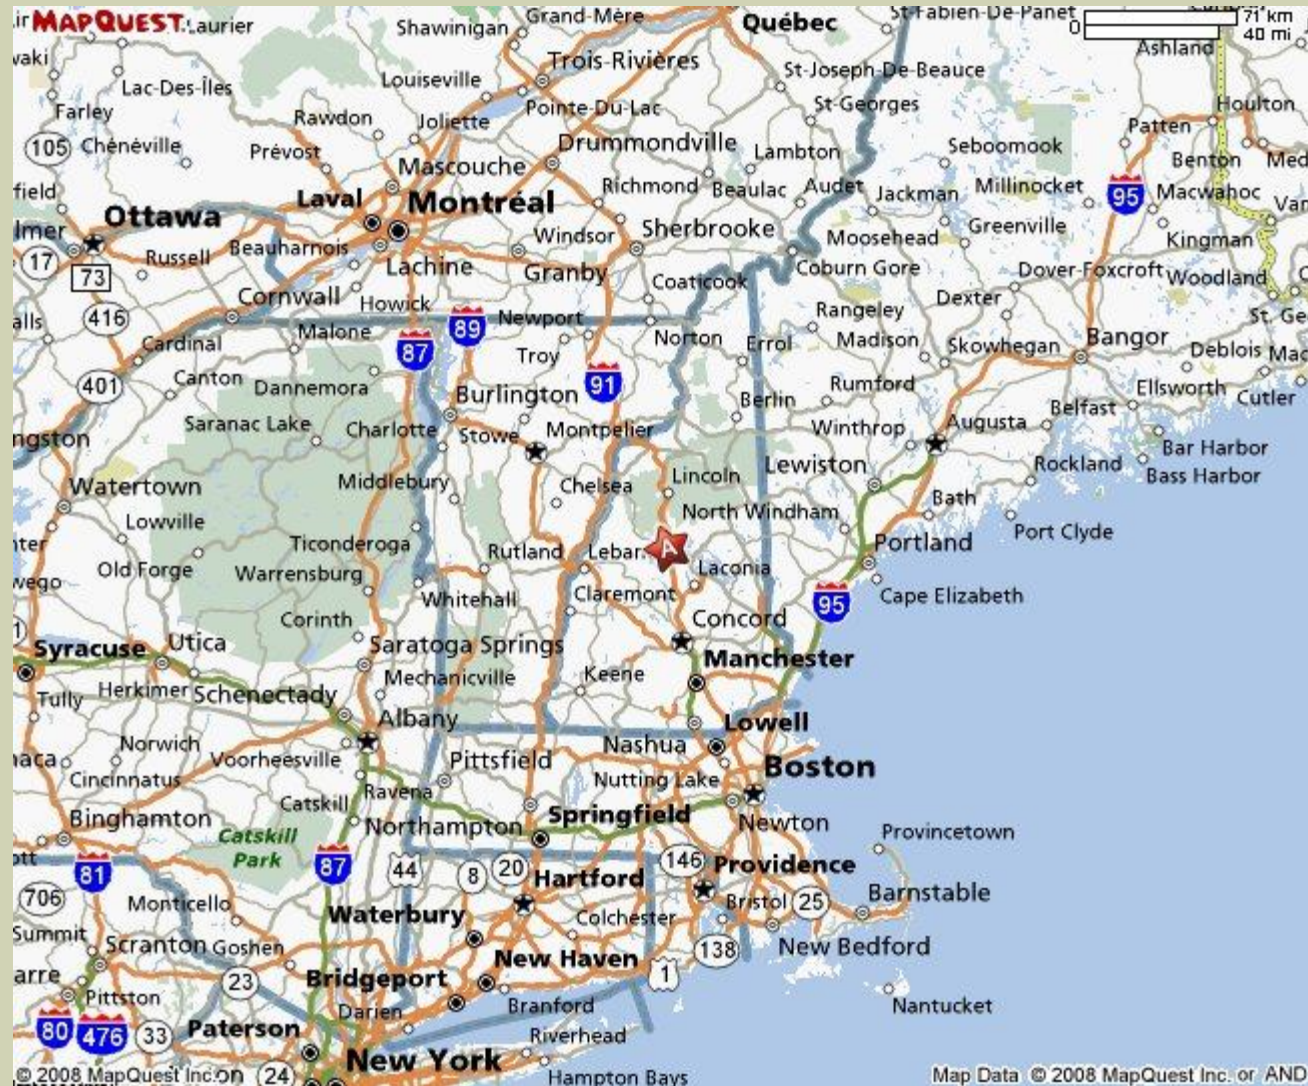 MAPQUEST.
Laurier
Shawinigan
Grand-Mère
Québec
St-Fabien-De-Panet
0
71 km
40 mi
Ashland
Trois-Rivières
Lac-Des-Îles
Louiseville
St-Joseph-De-Beauce
Farley
Rawdon
Joliette
Pointe-Du-Lac
St-Georges
Houlton
Patten
105
Chénéville
Prévost
Drummondville
Lambton
Seboomook
Benton
Mascouche
Richmond
Beaulac
Audet
Jackman
Millinocket
95
Macwahoc
Laval
Montréal
Ottawa
Windsor
Sherbrooke
Moosehead
Greenville
Kingman
17
Russell
Beauharnois
73
Lachine
Granby
Coaticook
Coburn Gore
Dover-Foxcroft
Woodland
Cornwall
Howick
Dexter
416
Malone
89
Newport
Rangeley
Cardinal
87
Troy
Norton
Errol
Madison
Skowhegan
Bangor
Deblois
401
Canton
Dannemora
Burlington
91
Berlin
Rumford
Ellsworth
Cutler
Saranac Lake
Charlotte
Stowe
Montpelier
Winthrop
Augusta
Belfast
Bar Harbor
Watertown
Middlebury
Chelsea
Lincoln
Lewiston
Rockland
Bass Harbor
Lowville
North Windham
Bath
Port Clyde
Ticonderoga
Rutland
Lebar
A
Portland
Old Forge
Warrensburg
Laconia
Whitehall
Claremont
95
Cape Elizabeth
Corinth
Concord
Syracuse
Utica
Saratoga Springs
Manchester
Tully
Herkimer
Schenectady
Mechanicville
Keene
Albany
Lowell
Norwich
Voorheesville
Pittsfield
Nashua
Boston
Cincinnatus
Nutting Lake
Catskill
Ravena
Binghamton
Northampton
Springfield
Newton
Provincetown
Catskill
Park
81
87
44
8
20
146
Providence
706
Hartford
Bristol
25
Barnstable
Monticello
Waterbury
Colchester
Summit
Scranton
Goshen
138
New Bedford
23
Bridgeport
New Haven
1
Pittston
Branford
Nantucket
80
476
33
Paterson
Darien
Riverhead
New York
24
Hampton Bays
© 2008 MapQuest Inc.
Map Data © 2008 MapQuest Inc. or AND